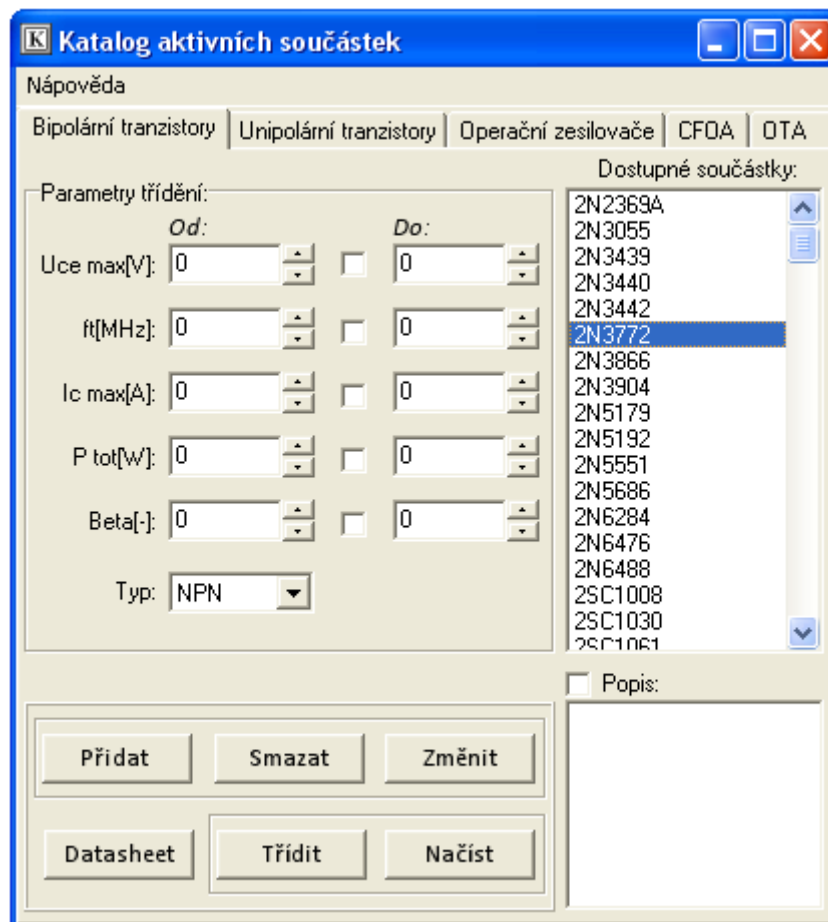 K Katalog aktivních součástek
Nápověda
Bipolární tranzistory Unipolární tranzistory Operační zesilovače CFOA OTA
Dostupné součástky:
Parametry třídění:
Od: Do:
Uce max[V]: 0 0
ft[MHz]: 0 0
Ic max[A]: 0 0
P tot[W]: 0 0
Beta[-]: 0 0
Typ: NPN
2N2369A
2N3055
2N3439
2N3440
2N3442
2N3772
2N3866
2N3904
2N5179
2N5192
2N5551
2N5686
2N6284
2N6476
2N6488
2SC1008
2SC1030
2SC1061
Popis:
Přidat Smazat Změnit
Datasheet Třídit Načíst